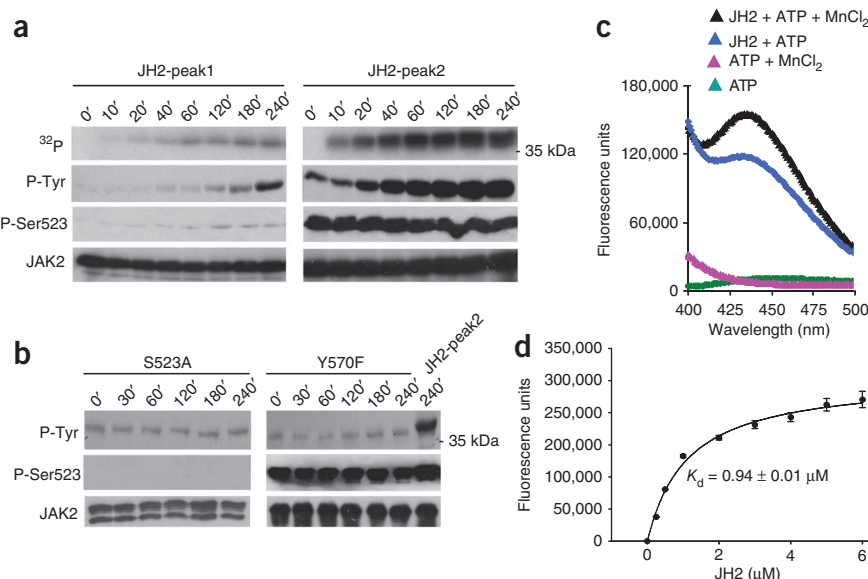 a
JH2-peak1
JH2-peak2
0′ 10′ 20′ 40′ 60′ 120′ 180′ 240′
0′ 10′ 20′ 40′ 60′ 120′ 180′ 240′
32P
- 35 kDa
P-Tyr
P-Ser523
JAK2
b
S523A
Y570F
JH2-peak2
0′ 30′ 60′ 120′ 180′ 240′
0′ 30′ 60′ 120′ 180′ 240′ 240′
P-Tyr
- 35 kDa
P-Ser523
JAK2
c
JH2 + ATP + MnCl2
JH2 + ATP
ATP + MnCl2
ATP
Fluorescence units
180,000
120,000
60,000
0
400 425 450 475 500
Wavelength (nm)
d
Fluorescence units
350,000
300,000
250,000
200,000
150,000
100,000
50,000
0
Kd = 0.94 ± 0.01 μM
0 2 4 6
JH2 (μM)